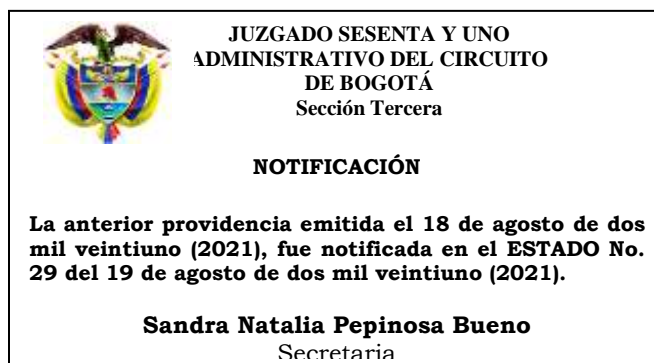 JUZGADO SESENTA Y UNO
ADMINISTRATIVO DEL CIRCUITO
DE BOGOTÁ
Sección Tercera
NOTIFICACIÓN
La anterior providencia emitida el 18 de agosto de dos
mil veintiuno (2021), fue notificada en el ESTADO No.
29 del 19 de agosto de dos mil veintiuno (2021).
Sandra Natalia Pepinosa Bueno
Secretaria